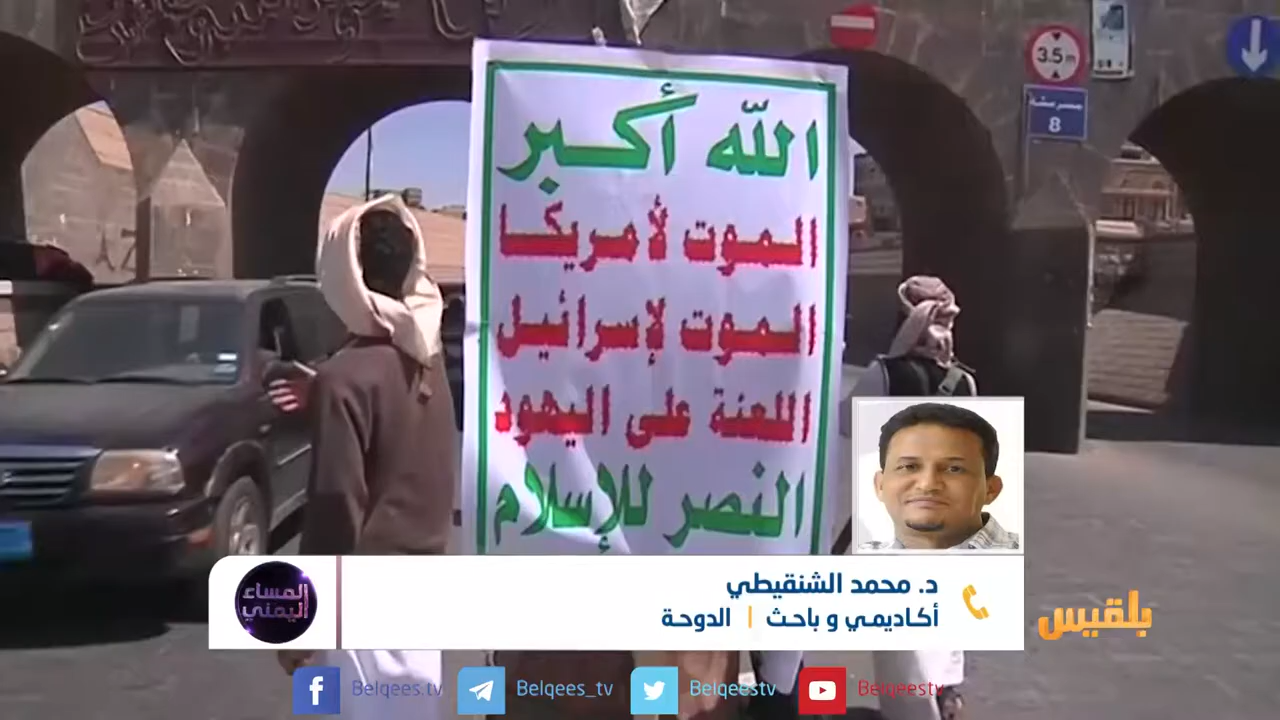 3.5m
8
الله أكبر
الموت لأمريكا
الموت لإسرائيل
اللعنة على اليهود
النصر للإسلام
المساء
اليمني
د. محمد الشنقيطي
أكاديمي و باحث | الدوحة
بلقيس
Belqees.tv
Belqees_tv
Belqeestv
Belqeestv